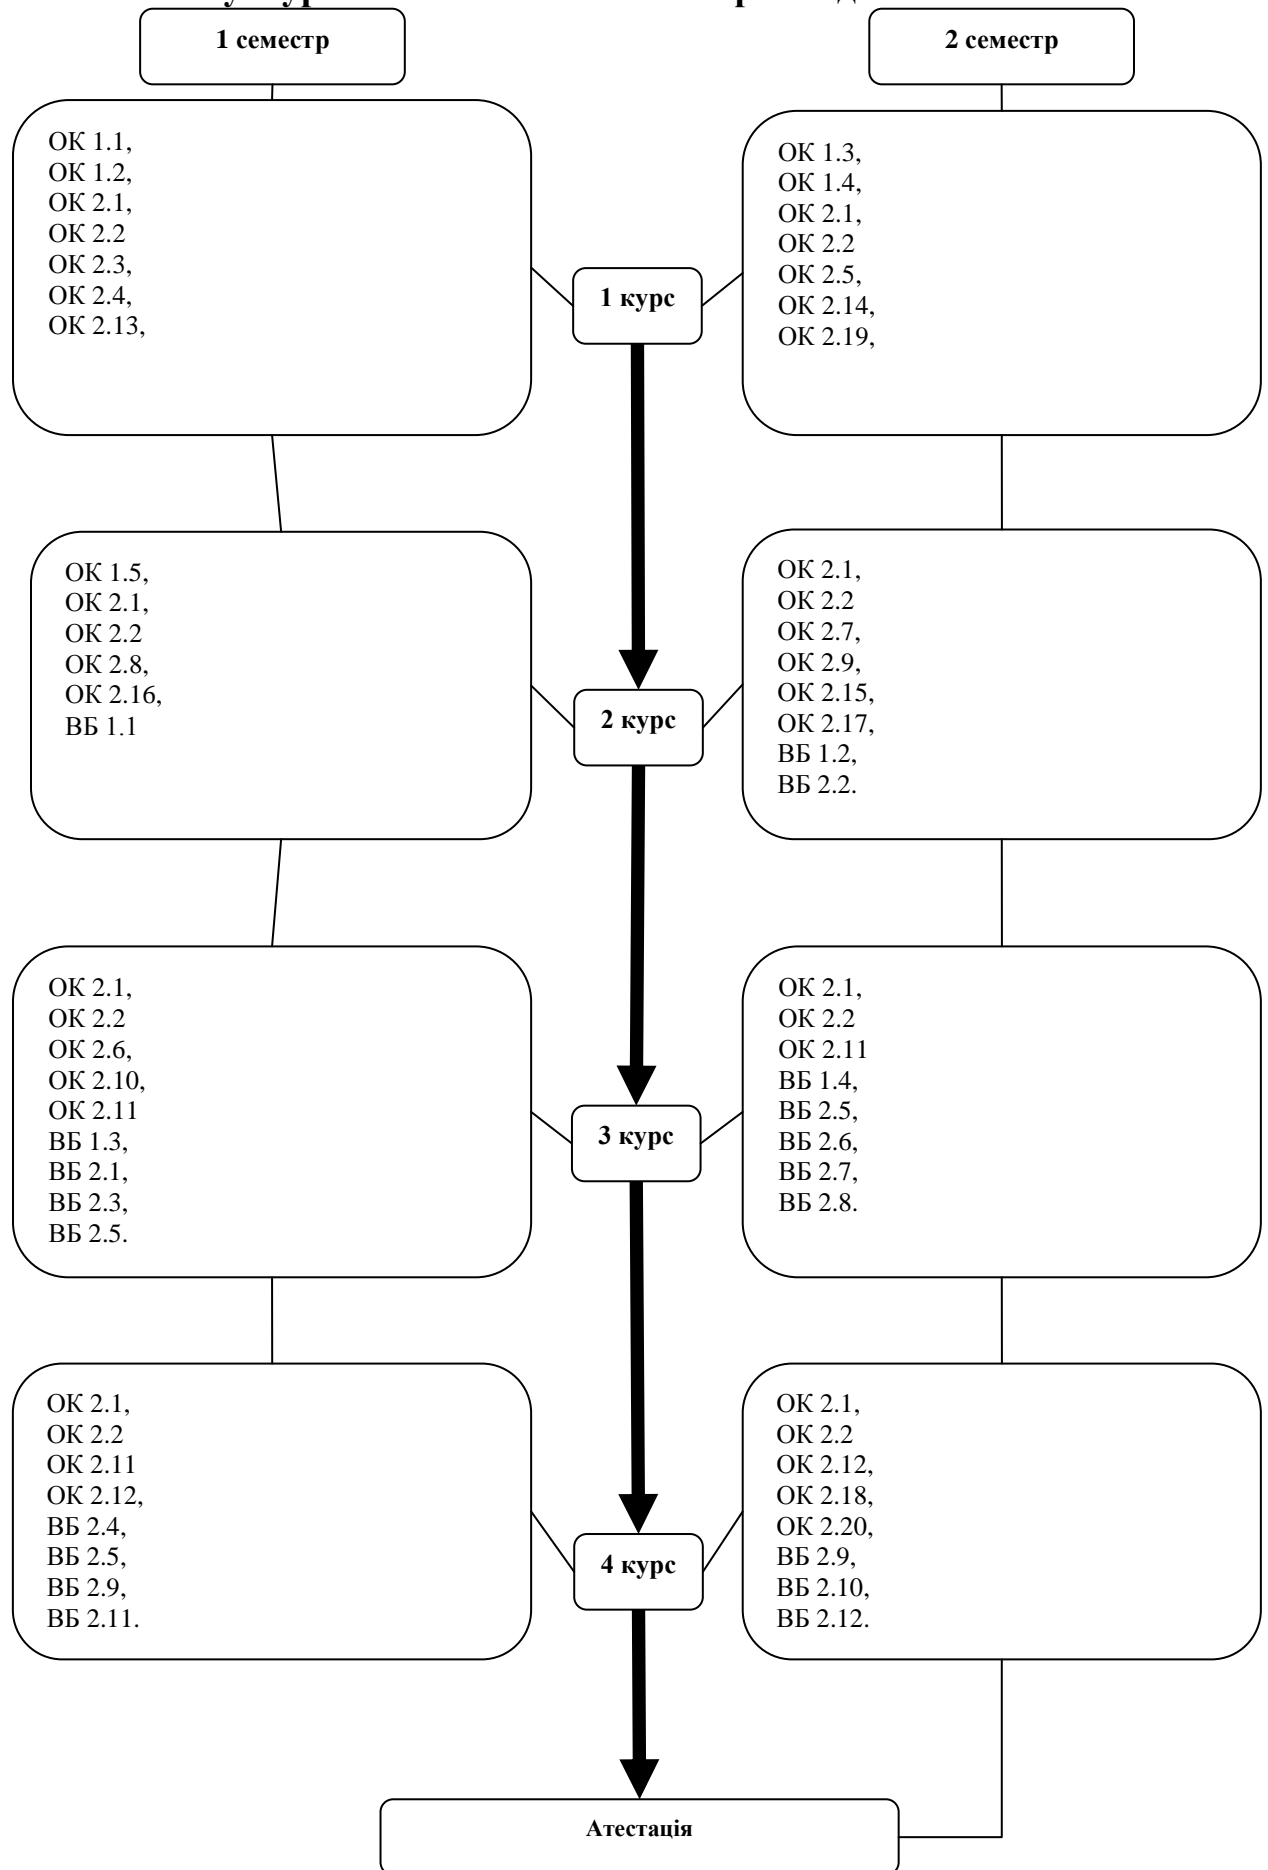 1 семестр
2 семестр
ОК 1.1,
ОК 1.2,
ОК 2.1,
ОК 2.2
ОК 2.3,
ОК 2.4,
ОК 2.13,
1 курс
ОК 1.3,
ОК 1.4,
ОК 2.1,
ОК 2.2
ОК 2.5,
ОК 2.14,
ОК 2.19,
ОК 1.5,
ОК 2.1,
ОК 2.2
ОК 2.8,
ОК 2.16,
ВБ 1.1
2 курс
ОК 2.1,
ОК 2.2
ОК 2.7,
ОК 2.9,
ОК 2.15,
ОК 2.17,
ВБ 1.2,
ВБ 2.2.
ОК 2.1,
ОК 2.2
ОК 2.6,
ОК 2.10,
ОК 2.11
ВБ 1.3,
ВБ 2.1,
ВБ 2.3,
ВБ 2.5.
3 курс
ОК 2.1,
ОК 2.2
ОК 2.11
ВБ 1.4,
ВБ 2.5,
ВБ 2.6,
ВБ 2.7,
ВБ 2.8.
ОК 2.1,
ОК 2.2
ОК 2.11
ОК 2.12,
ВБ 2.4,
ВБ 2.5,
ВБ 2.9,
ВБ 2.11.
4 курс
ОК 2.1,
ОК 2.2
ОК 2.12,
ОК 2.18,
ОК 2.20,
ВБ 2.9,
ВБ 2.10,
ВБ 2.12.
Атестація